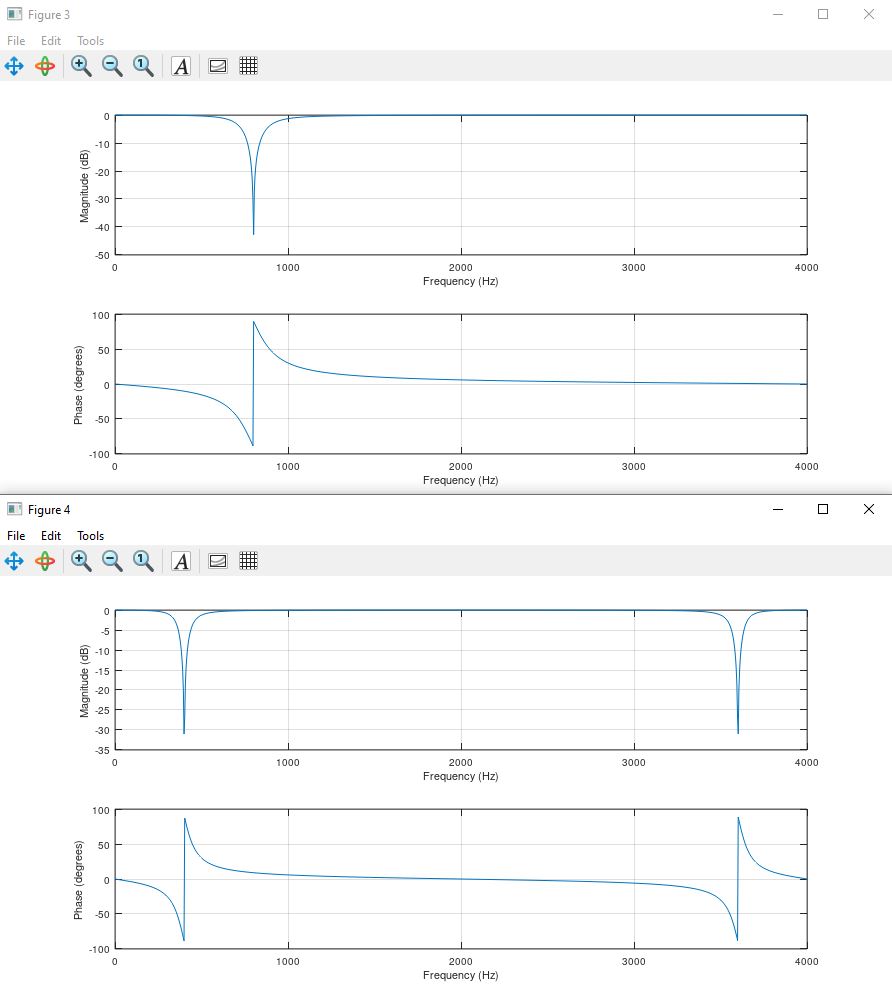 Figure 3
File Edit Tools
1 A
0
-10
-20
-30
-40
-50
Magnitude (dB)
0 1000 2000 3000 4000
Frequency (Hz)
100
50
0
-50
-100
Phase (degrees)
0 1000 2000 3000 4000
Frequency (Hz)
Figure 4
File Edit Tools
1 A
0
-5
-10
-15
-20
-25
-30
-35
Magnitude (dB)
0 1000 2000 3000 4000
Frequency (Hz)
100
50
0
-50
-100
Phase (degrees)
0 1000 2000 3000 4000
Frequency (Hz)